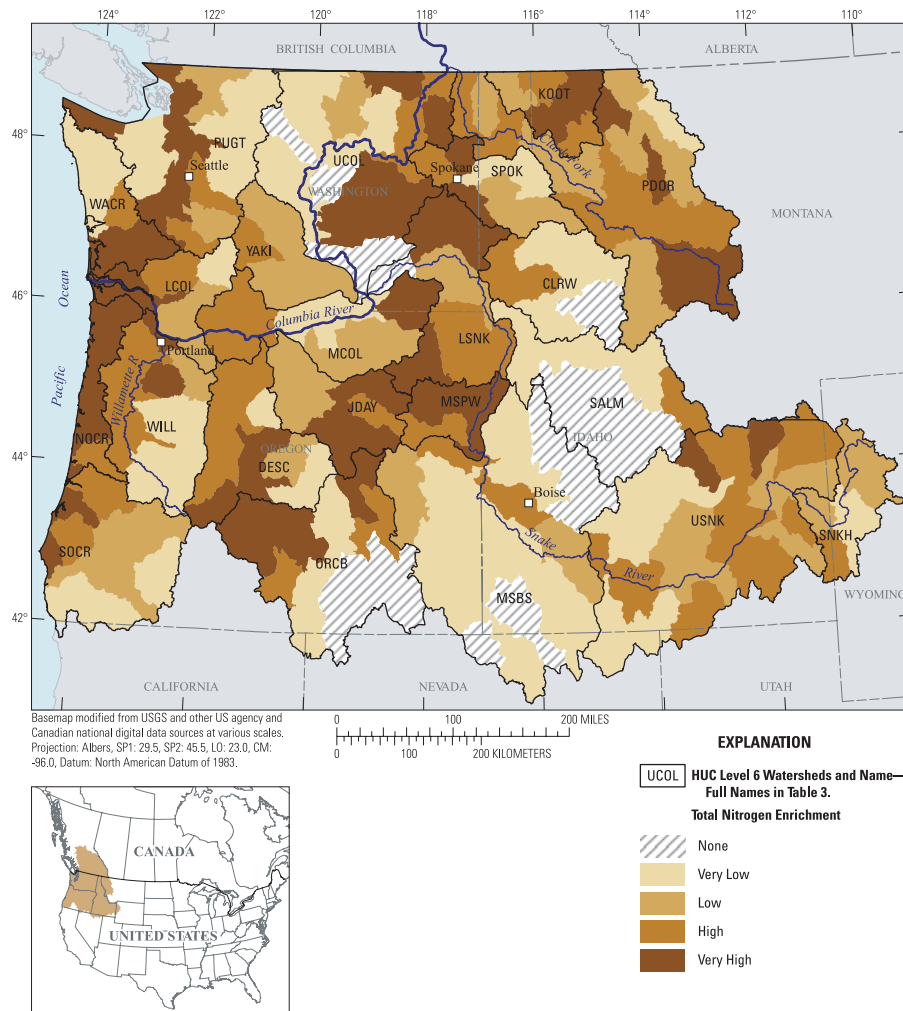 124°
122°
120°
118°
116°
114°
112°
110°
BRITISH COLUMBIA
ALBERTA
48°
46°
44°
42°
KOOT
PUGT
Seattle
UCOL
WASHINGTON
Spokane
SPOK
Clark Fork
PDOR
MONTANA
WACR
YAKI
LCOL
CLRW
Pacific Ocean
Columbia River
Portland
MCOL
LSNK
Willamette R
JDAY
MSPW
SALM
IDAHO
WILL
NOCR
OREGON
DESC
Boise
USNK
SOCR
ORCB
Snake River
SNKH
MSBS
WYOMING
CALIFORNIA
NEVADA
UTAH
Basemap modified from USGS and other US agency and
Canadian national digital data sources at various scales.
Projection: Albers, SP1: 29.5, SP2: 45.5, LO: 23.0, CM:
-96.0, Datum: North American Datum of 1983.
0 100 200 MILES
0 100 200 KILOMETERS
EXPLANATION
UCOL HUC Level 6 Watersheds and Name—
Full Names in Table 3.
Total Nitrogen Enrichment
None
Very Low
Low
High
Very High
CANADA
UNITED STATES